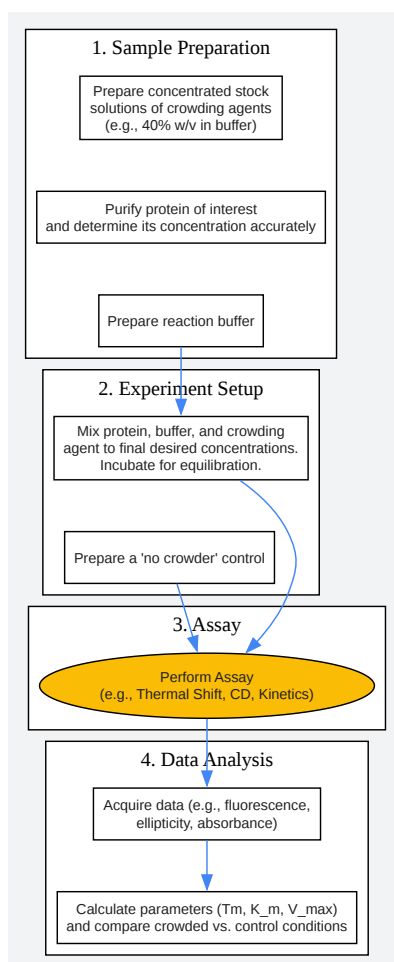 1. Sample Preparation
Prepare concentrated stock
solutions of crowding agents
(e.g., 40% w/v in buffer)
Purify protein of interest
and determine its concentration accurately
Prepare reaction buffer
2. Experiment Setup
Mix protein, buffer, and crowding
agent to final desired concentrations.
Incubate for equilibration.
Prepare a 'no crowder' control
3. Assay
Perform Assay
(e.g., Thermal Shift, CD, Kinetics)
4. Data Analysis
Acquire data (e.g., fluorescence,
ellipticity, absorbance)
Calculate parameters (Tm, K_m, V_max)
and compare crowded vs. control conditions